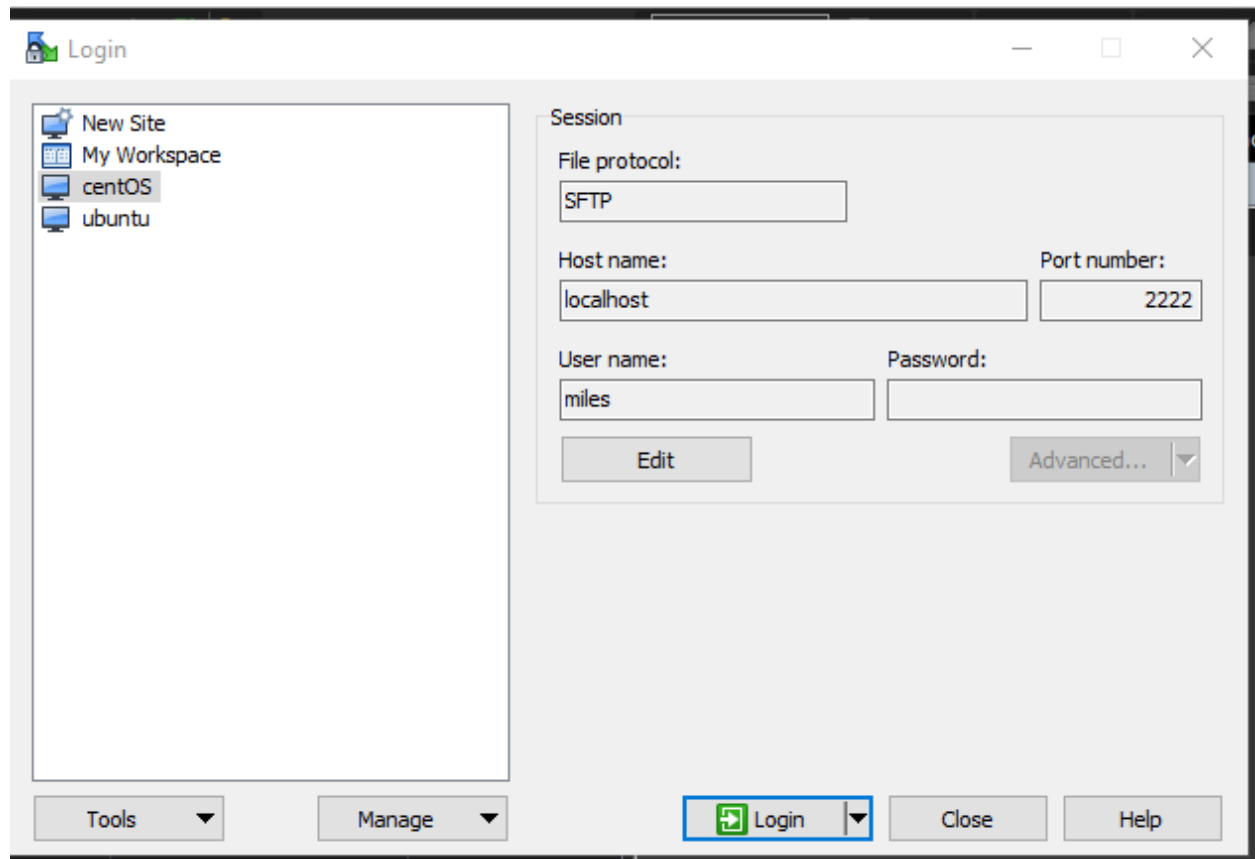 Login
New Site
My Workspace
centOS
ubuntu
Session
File protocol:
SFTP
Host name:
Port number:
localhost
2222
User name:
Password:
miles
Edit
Advanced...
Tools
Manage
Login
Close
Help